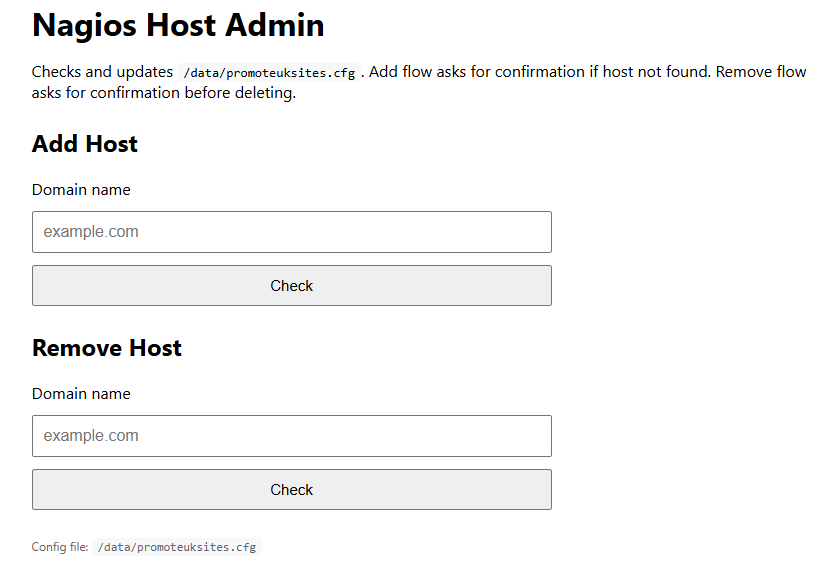 Nagios Host Admin
Checks and updates /data/promoteuksites.cfg. Add flow asks for confirmation if host not found. Remove flow
asks for confirmation before deleting.
Add Host
Domain name
example.com
Check
Remove Host
Domain name
example.com
Check
Config file: /data/promoteuksites.cfg